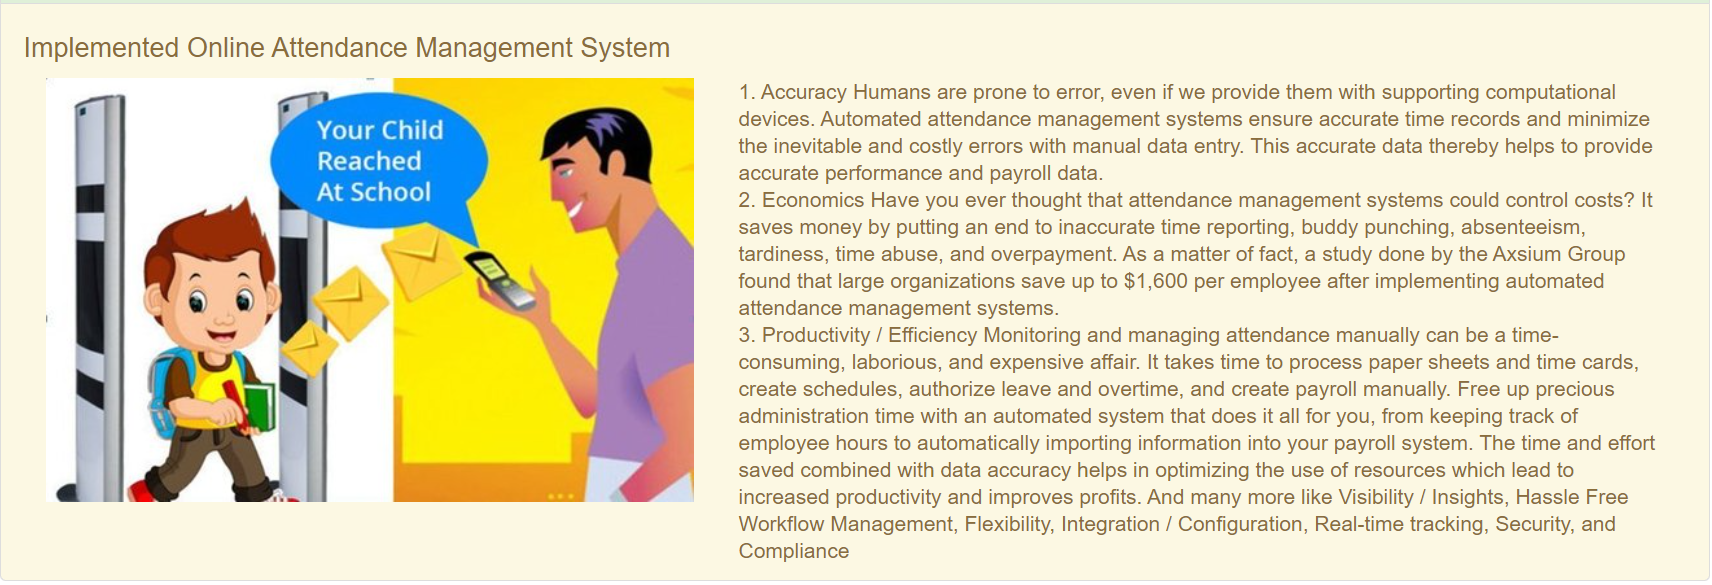 Implemented Online Attendance Management System
Your Child
Reached
At School
1. Accuracy Humans are prone to error, even if we provide them with supporting computational
devices. Automated attendance management systems ensure accurate time records and minimize
the inevitable and costly errors with manual data entry. This accurate data thereby helps to provide
accurate performance and payroll data.
2. Economics Have you ever thought that attendance management systems could control costs? It
saves money by putting an end to inaccurate time reporting, buddy punching, absenteeism,
tardiness, time abuse, and overpayment. As a matter of fact, a study done by the Axsium Group
found that large organizations save up to $1,600 per employee after implementing automated
attendance management systems.
3. Productivity / Efficiency Monitoring and managing attendance manually can be a time-
consuming, laborious, and expensive affair. It takes time to process paper sheets and time cards,
create schedules, authorize leave and overtime, and create payroll manually. Free up precious
administration time with an automated system that does it all for you, from keeping track of
employee hours to automatically importing information into your payroll system. The time and effort
saved combined with data accuracy helps in optimizing the use of resources which lead to
increased productivity and improves profits. And many more like Visibility / Insights, Hassle Free
Workflow Management, Flexibility, Integration / Configuration, Real-time tracking, Security, and
Compliance